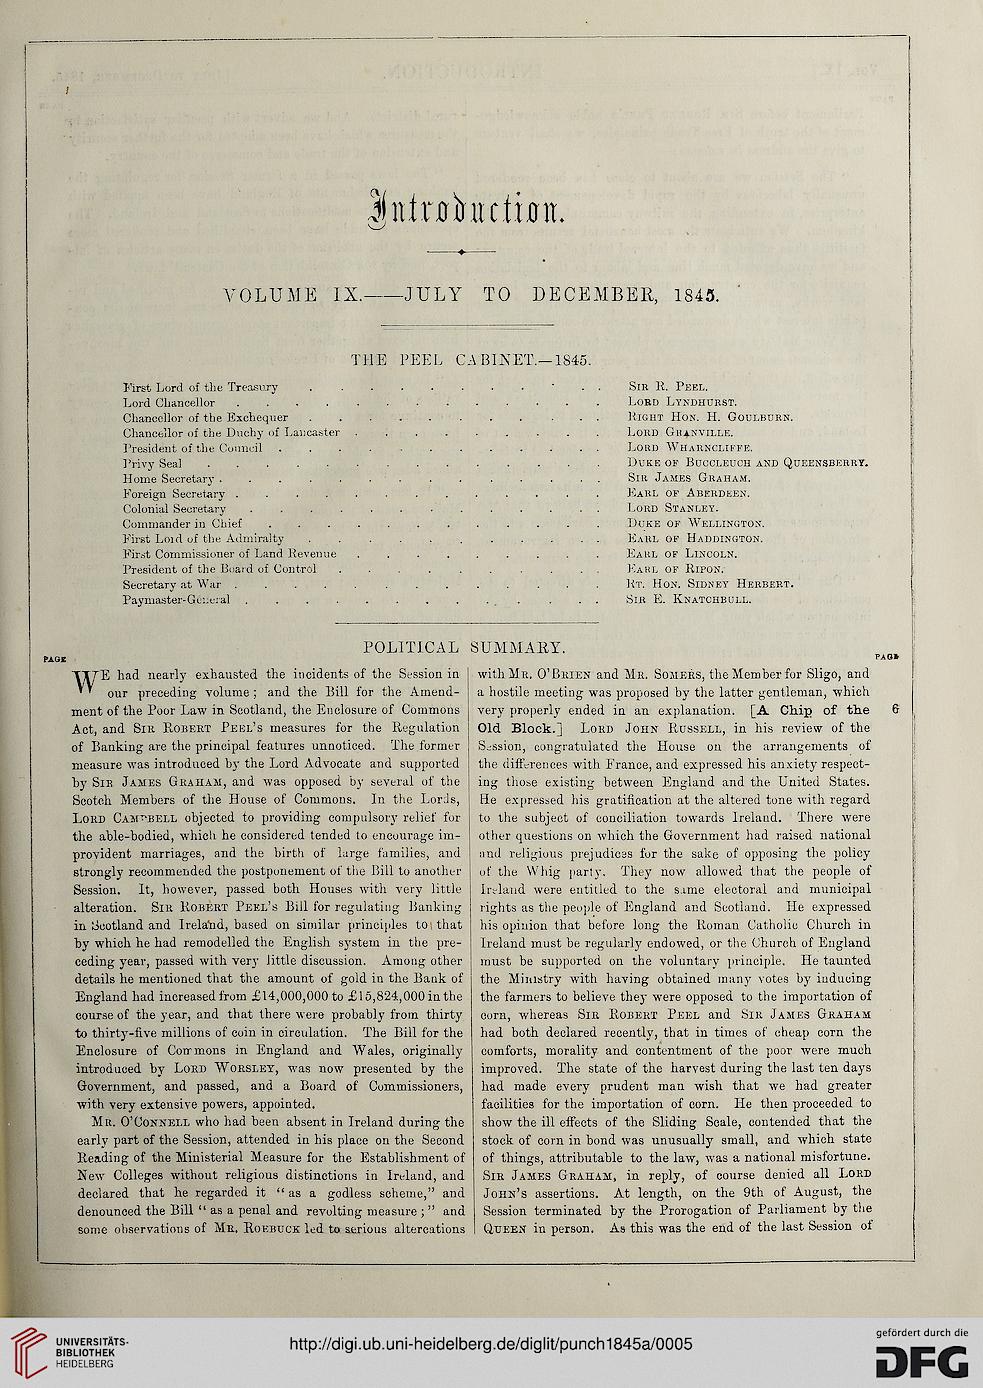 Introduction.
VOLUME IX.——JULY TO DECEMBER, 1845.
THE PEEL CABINET.—1845.
First Lord of the Treasury . . . . . . . . . . SIR R. PEEL.
Lord Chancellor . . . . . . . . . . . . . LORD LYNDHURST.
Chancellor of the Exchequer . . . . . . . . . . . RIGHT HON. H. GOULBURN.
Chancellor of the Duchy of Lancaster . . . . . . . . . LORD GRANVILLE.
President of the Council . . . . . . . . . . . . LORD WHARNCLIFFE.
Privy Seal . . . . . . . . . . . . . . DUKE OF BUCCLEUCH AND QUEENSBERRY.
Home Secretary . . . . . . . . . . . . . . SIR JAMES GRAHAM.
Foreign Secretary . . . . . . . . . . . . . EARL OF ABERDEEN.
Colonial Secretary . . . . . . . . . . . . . LORD STANLEY.
Commander in Chief . . . . . . . . . . . . DUKE OF WELLINGTON.
First Lord of the Admiralty . . . . . . . . . . . EARL OF HADDINGTON.
First Commissioner of Land Revenue . . . . . . . . . EARL OF LINCOLN.
President of the Board of Control . . . . . . . . . . EARL OF RIPON.
Secretary at War . . . . . . . . . . . . . RT. HON. SIDNEY HERBERT.
Paymaster-General . . . . . . . . . . . . . SIR E. KNATCHBULL.
POLITICAL SUMMARY.
PAGE
WE had nearly exhausted the incidents of the Session in
our preceding volume; and the Bill for the Amend-
ment of the Poor Law in Scotland, the Enclosure of Commons
Act, and SIR ROBERT PEEL'S measures for the Regulation
of Banking are the principal features unnoticed. The former
measure was introduced by the Lord Advocate and supported
by SIR JAMES GRAHAM, and was opposed by several of the
Scotch Members of the House of Commons. In the Lords,
LORD CAMPBELL objected to providing compulsory relief for
the able-bodied, which he considered tended to encourage im-
provident marriages, and the birth of large families, and
strongly recommended the postponement of the Bill to another
Session. It, however, passed both Houses with very little
alteration. SIR ROBERT PEEL'S Bill for regulating Banking
in Scotland and Ireland, based on similar principles to that
by which he had remodelled the English system in the pre-
ceding year, passed with very little discussion. Among other
details he mentioned that the amount of gold in the Bank of
England had increased from £14,000,000 to £15,824,000 in the
course of the year, and that there were probably from thirty
to thirty-five millions of coin in circulation. The Bill for the
Enclosure of Commons in England and Wales, originally
introduced by LORD WORSLEY, was now presented by the
Government, and passed, and a Board of Commissioners,
with very extensive powers, appointed.
MR. O'CONNELL who had been absent in Ireland during the
early part of the Session, attended in his place on the Second
Reading of the Ministerial Measure for the Establishment of
New Colleges without religious distinctions in Ireland, and
declared that he regarded it "as a godless scheme," and
denounced the Bill "as a penal and revolting measure;" and
some observations of MR. ROEBUCK led to serious altercations
PAGE
with MR. O'BRIEN and MR. SOMERS, the Member for Sligo, and
a hostile meeting was proposed by the latter gentleman, which
very properly ended in an explanation. [A Chip of the 6
Old Block.] LORD JOHN RUSSELL, in his review of the
Session, congratulated the House on the arrangements of
the differences with France, and expressed his anxiety respect-
ing those existing between England and the United States.
He expressed his gratification at the altered tone with regard
to the subject of conciliation towards Ireland. There were
other questions on which the Government had raised national
and religious prejudices for the sake of opposing the policy
of the Whig party. They now allowed that the people of
Ireland were entitled to the same electoral and municipal
rights as the people of England and Scotland. He expressed
his opinion that before long the Roman Catholic Church in
Ireland must be regularly endowed, or the Church of England
must be supported on the voluntary principle. He taunted
the Ministry with having obtained many votes by inducing
the farmers to believe they were opposed to the importation of
corn, whereas SIR ROBERT PEEL and SIR JAMES GRAHAM
had both declared recently, that in times of cheap corn the
comforts, morality and contentment of the poor were much
improved. The state of the harvest during the last ten days
had made every prudent man wish that we had greater
facilities for the importation of corn. He then proceeded to
show the ill effects of the Sliding Scale, contended that the
stock of corn in bond was unusually small, and which state
of things, attributable to the law, was a national misfortune.
SIR JAMES GRAHAM, in reply, of course denied all LORD
JOHN'S assertions. At length, on the 9th of August, the
Session terminated by the Prorogation of Parliament by the
QUEEN in person. As this was the end of the last Session of
UNIVERSITÄTS-
BIBLIOTHEK
HEIDELBERG
http://digi.ub.uni-heidelberg.de/diglit/punch1845a/0005
gefördert durch die
DFG